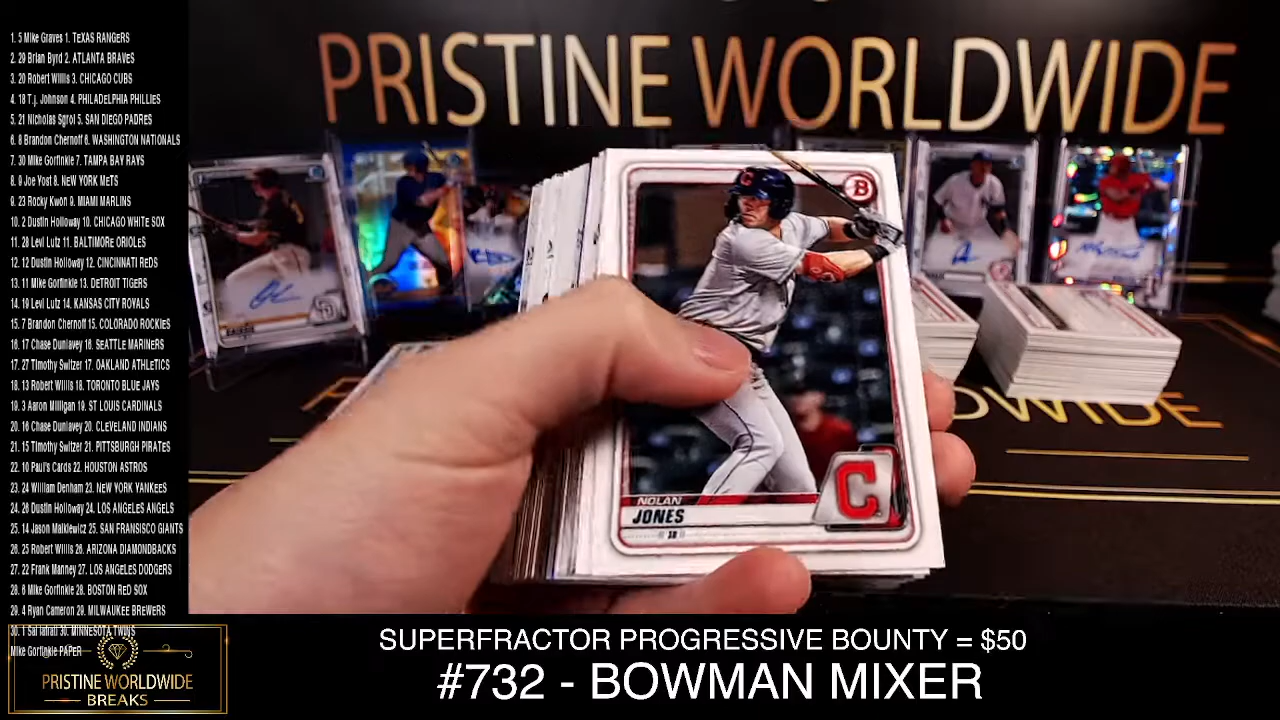 1. 5 Mike Graves 1. TEXAS RANGERS
2. 29 Brian Byrd 2. ATLANTA BRAVES
3. 20 Robert Willis 3. CHICAGO CUBS
4. 18 T.j. Johnson 4. PHILADELPHIA PHILLIES
5. 21 Nicholas Sgroi 5. SAN DIEGO PADRES
6. 8 Brandon Chernoff 6. WASHINGTON NATIONALS
7. 30 Mike Gorfinkle 7. TAMPA BAY RAYS
8. 9 Joe Yost 8. NEW YORK METS
9. 23 Rocky Kwon 9. MIAMI MARLINS
10. 2 Dustin Holloway 10. CHICAGO WHITE SOX
11. 28 Levi Lutz 11. BALTIMORE ORIOLES
12. 12 Dustin Holloway 12. CINCINNATI REDS
13. 11 Mike Gorfinkle 13. DETROIT TIGERS
14. 19 Levi Lutz 14. KANSAS CITY ROYALS
15. 7 Brandon Chernoff 15. COLORADO ROCKIES
16. 17 Chase Dunlavey 16. SEATTLE MARINERS
17. 27 Timothy Switzer 17. OAKLAND ATHLETICS
18. 13 Robert Willis 18. TORONTO BLUE JAYS
19. 3 Aaron Milligan 19. ST LOUIS CARDINALS
20. 16 Chase Dunlavey 20. CLEVELAND INDIANS
21. 15 Timothy Switzer 21. PITTSBURGH PIRATES
22. 10 Paul's Cards 22. HOUSTON ASTROS
23. 24 William Denham 23. NEW YORK YANKEES
24. 26 Dustin Holloway 24. LOS ANGELES ANGELS
25. 14 Jason Malkiewicz 25. SAN FRANSISCO GIANTS
26. 25 Robert Willis 26. ARIZONA DIAMONDBACKS
27. 22 Frank Manney 27. LOS ANGELES DODGERS
28. 6 Mike Gorfinkle 28. BOSTON RED SOX
29. 4 Ryan Cameron 29. MILWAUKEE BREWERS
30. 1 Sal 30. MINNESOTA TWINS
Mike Gorfinkle PAPER
PRISTINE WORLDWIDE
BREAKS
PRISTINE WORLDWIDE
B
C
NOLAN
JONES
SD
DWIDE
SUPERFRACTOR PROGRESSIVE BOUNTY = $50
#732 - BOWMAN MIXER